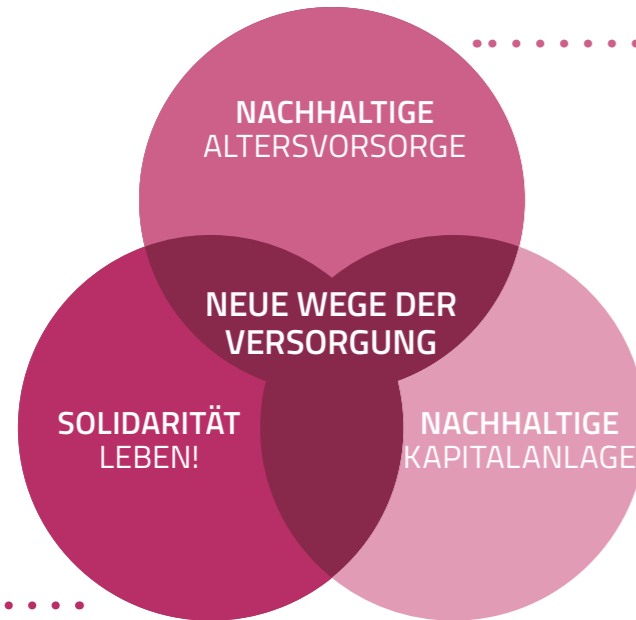 NACHHALTIGE
ALTERSVORSORGE
NEUE WEGE DER
VERSORGUNG
SOLIDARITÄT
LEBEN!
NACHHALTIGE
KAPITALANLAGE